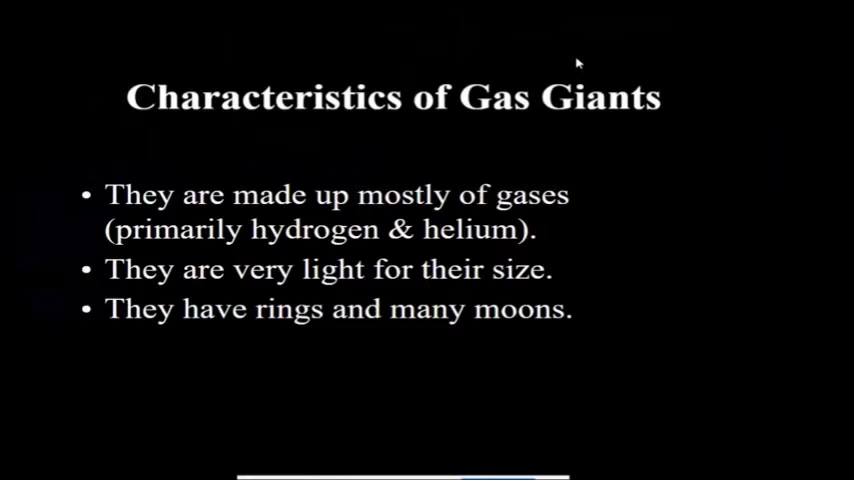 Characteristics of Gas Giants
• They are made up mostly of gases
(primarily hydrogen & helium).
• They are very light for their size.
• They have rings and many moons.